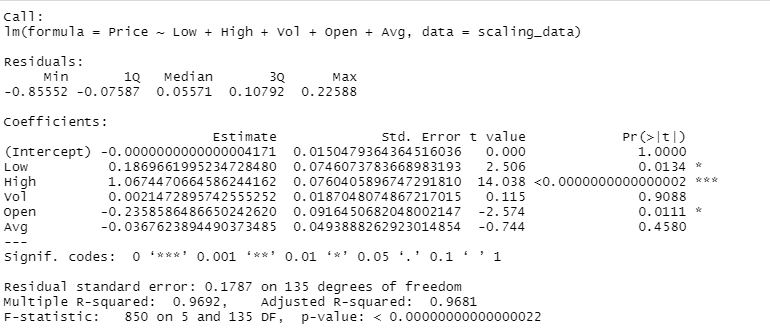 Call:
lm(formula = Price ~ Low + High + Vol + Open + Avg, data = scaling_data)
Residuals:
Min 1Q Median 3Q Max
-0.85552 -0.07587 0.05571 0.10792 0.22588
Coefficients:
Estimate Std. Error t value Pr(>|t|)
(Intercept) -0.0000000000000004171 0.0150479364364516036 0.000 1.0000
Low 0.1869661995234728480 0.0746073783668983193 2.506 0.0134 *
High 1.0674470664586244162 0.0760405896747291810 14.038 <0.0000000000000002 ***
Vol 0.0021472895742555252 0.0187048074867217015 0.115 0.9088
Open -0.2358586486650242620 0.0916450682048002147 -2.574 0.0111 *
Avg -0.0367623894490373485 0.0493888262923014854 -0.744 0.4580
---
Signif. codes: 0 ‘***’ 0.001 ‘**’ 0.01 ‘*’ 0.05 ‘.’ 0.1 ‘ ’ 1
Residual standard error: 0.1787 on 135 degrees of freedom
Multiple R-squared: 0.9692, Adjusted R-squared: 0.9681
F-statistic: 850 on 5 and 135 DF, p-value: < 0.00000000000000022